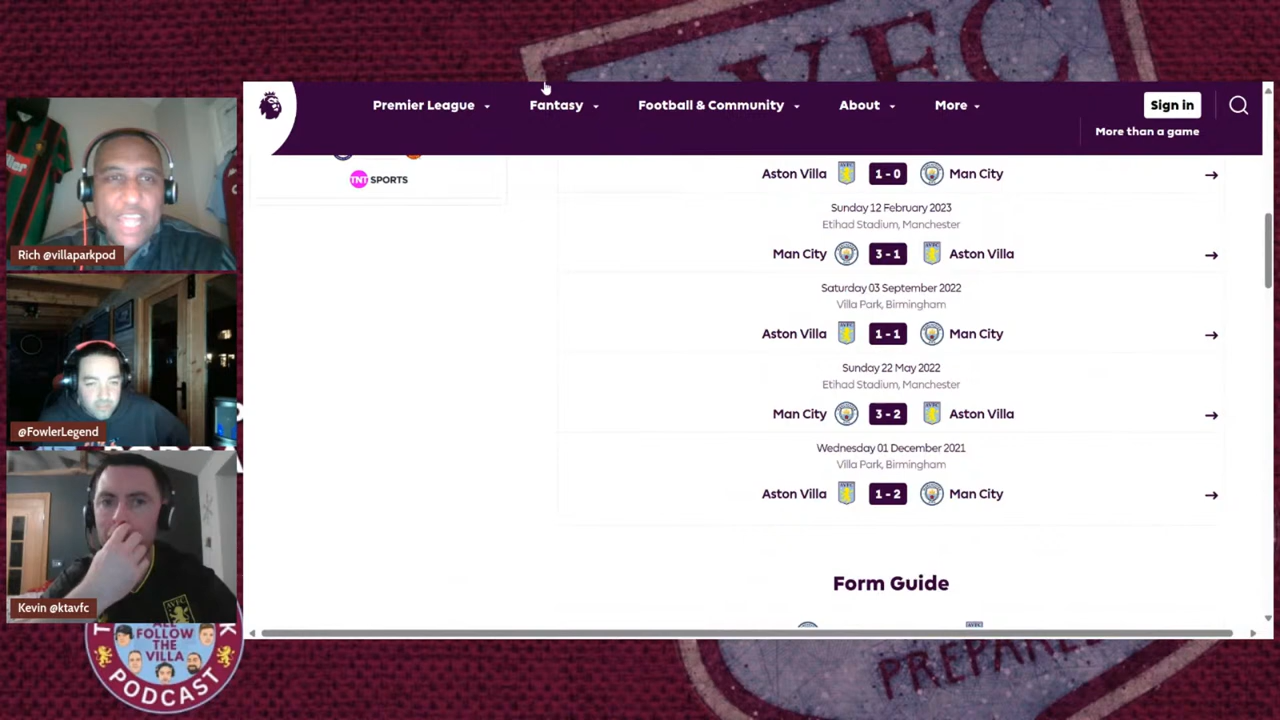 AVFC
Premier League
Fantasy
Football & Community
About
More
Sign in
More than a game
TNT SPORTS
Aston Villa 1 - 0 Man City
Sunday 12 February 2023
Etihad Stadium, Manchester
Man City 3 - 1 Aston Villa
Saturday 03 September 2022
Villa Park, Birmingham
Aston Villa 1 - 1 Man City
Sunday 22 May 2022
Etihad Stadium, Manchester
Man City 3 - 2 Aston Villa
Wednesday 01 December 2021
Villa Park, Birmingham
Aston Villa 1 - 2 Man City
Form Guide
Rich @villaparkpod
@FowlerLegend
Kevin @ktavfc
ALL
FOLLOW
THE
VILLA
PODCAST
PREPARED